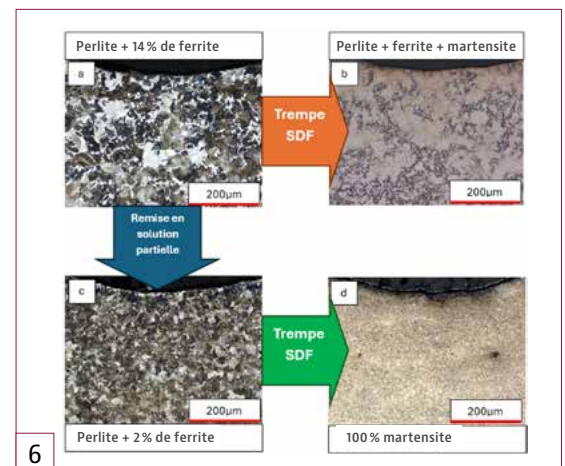 Perlite + 14 % de ferrite
Perlite + ferrite + martensite
a
b
Trempe
SDF
200µm
200µm
Remise en
solution
partielle
c
d
Trempe
SDF
200µm
200µm
Perlite + 2 % de ferrite
100 % martensite
6